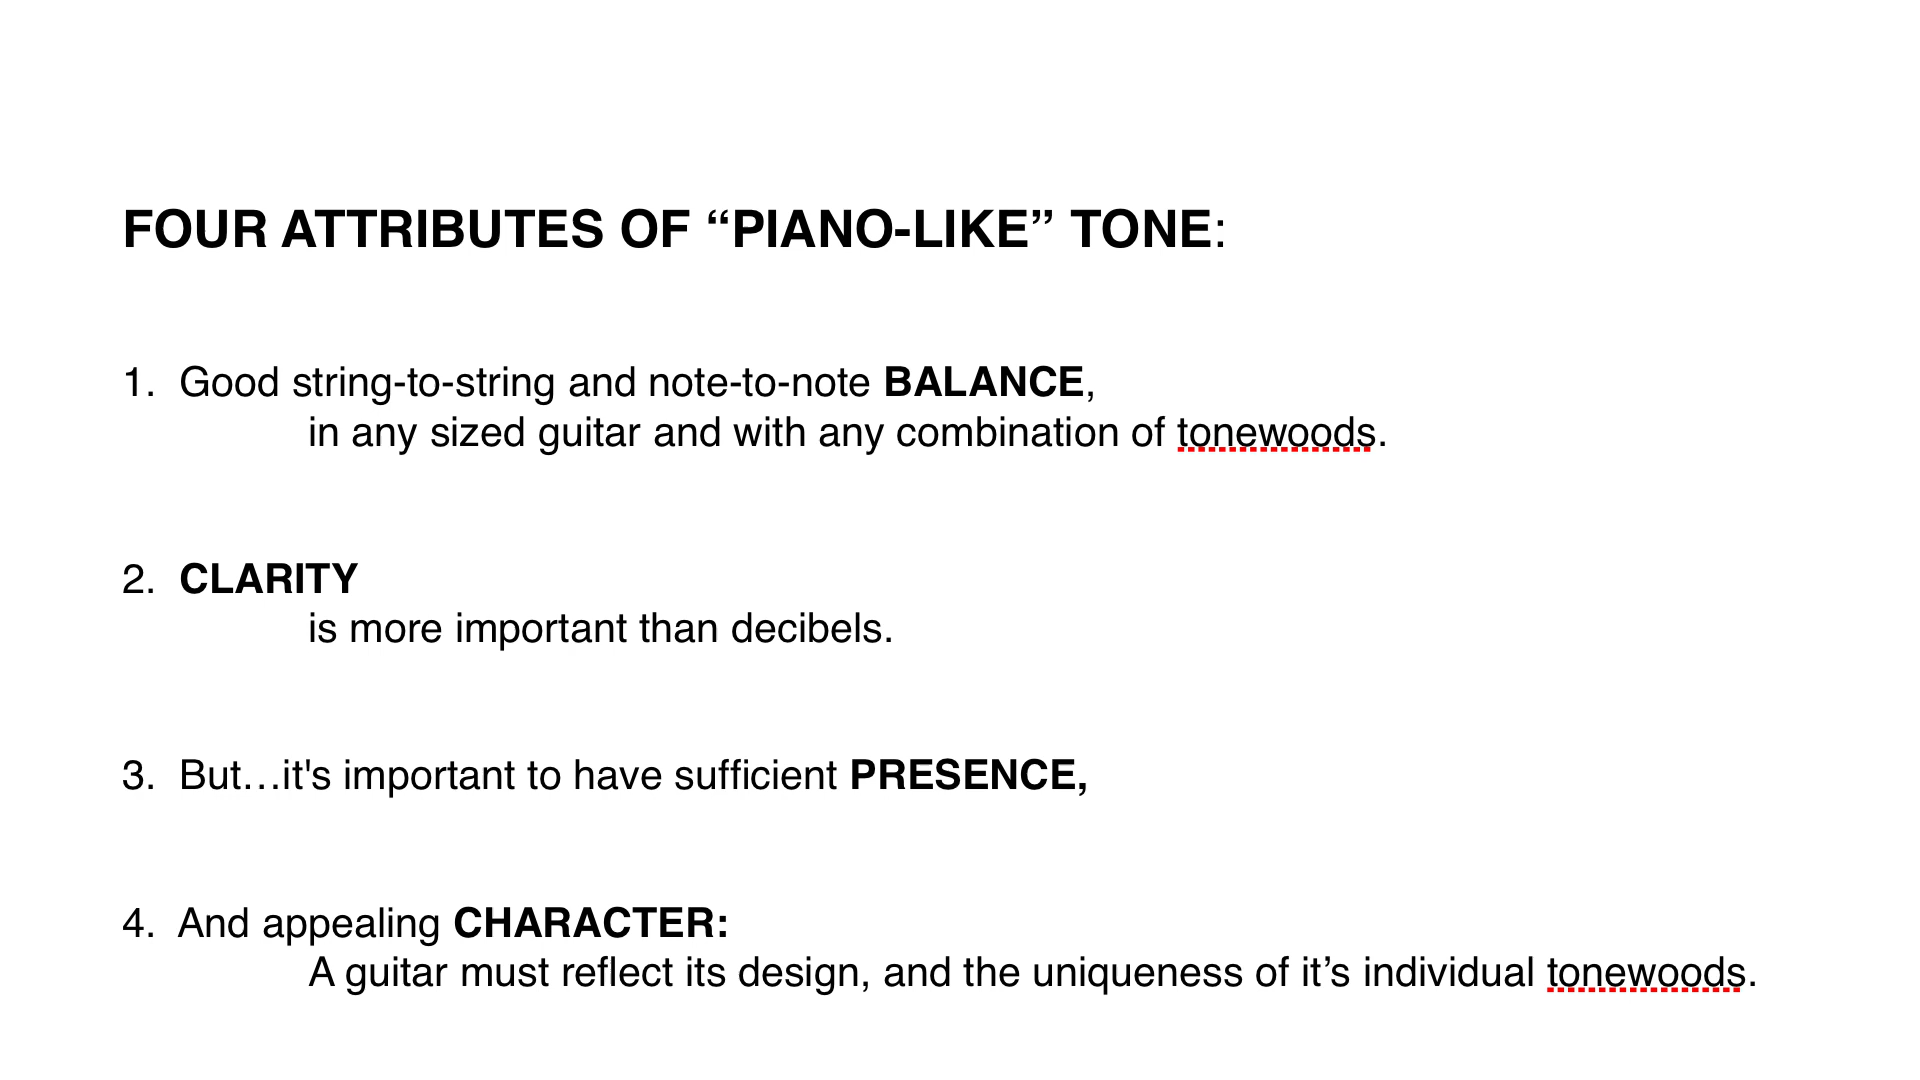 FOUR ATTRIBUTES OF “PIANO-LIKE” TONE:
1. Good string-to-string and note-to-note BALANCE,
in any sized guitar and with any combination of tonewoods.
2. CLARITY
is more important than decibels.
3. But…it's important to have sufficient PRESENCE,
4. And appealing CHARACTER:
A guitar must reflect its design, and the uniqueness of it’s individual tonewoods.